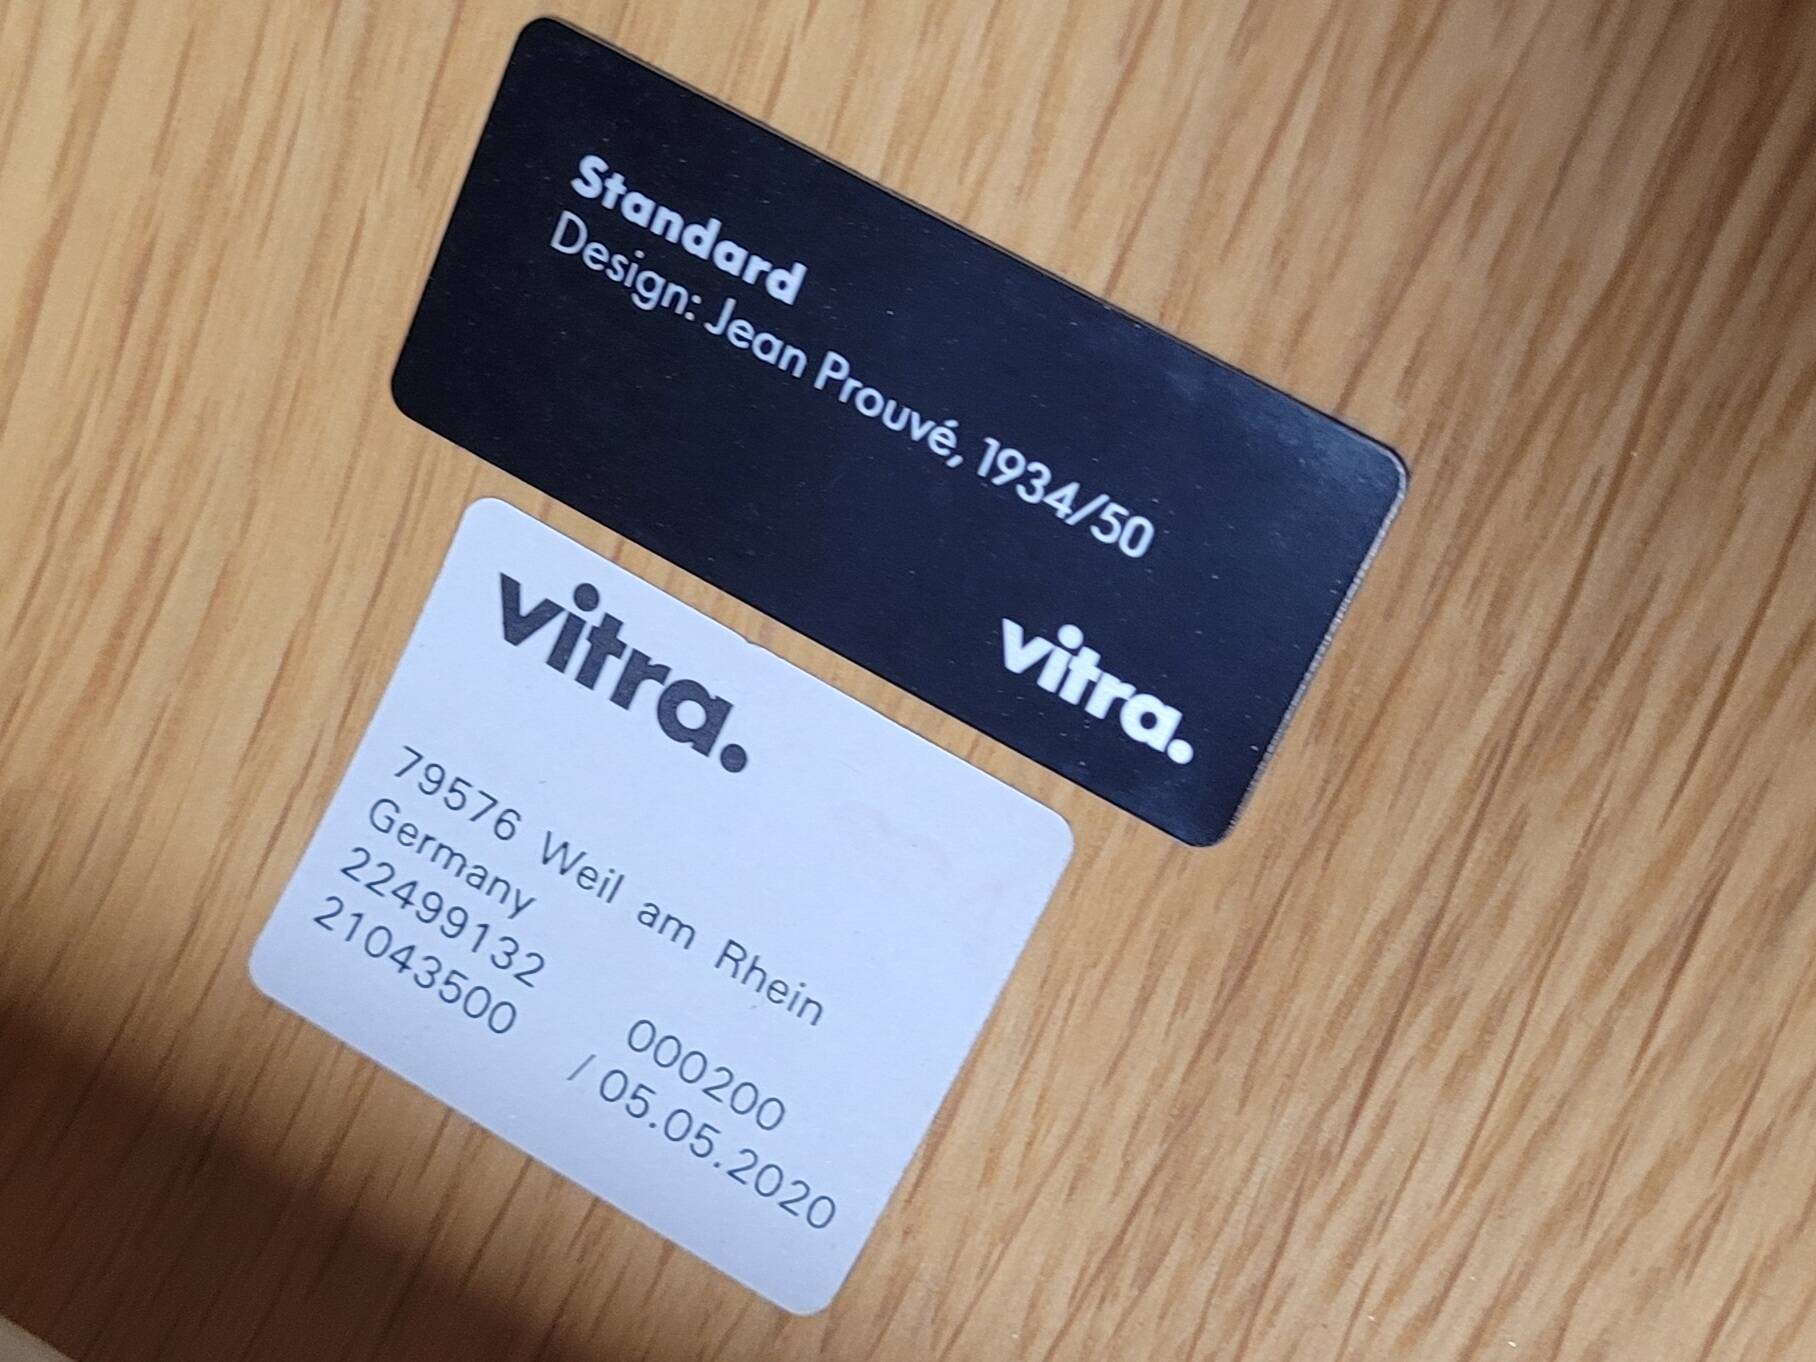 Standard
Design: Jean Prouvé, 1934/50
vitra.
vitra.
79576 Weil am Rhein
Germany
22499132 000200
21043500 / 05.05.2020